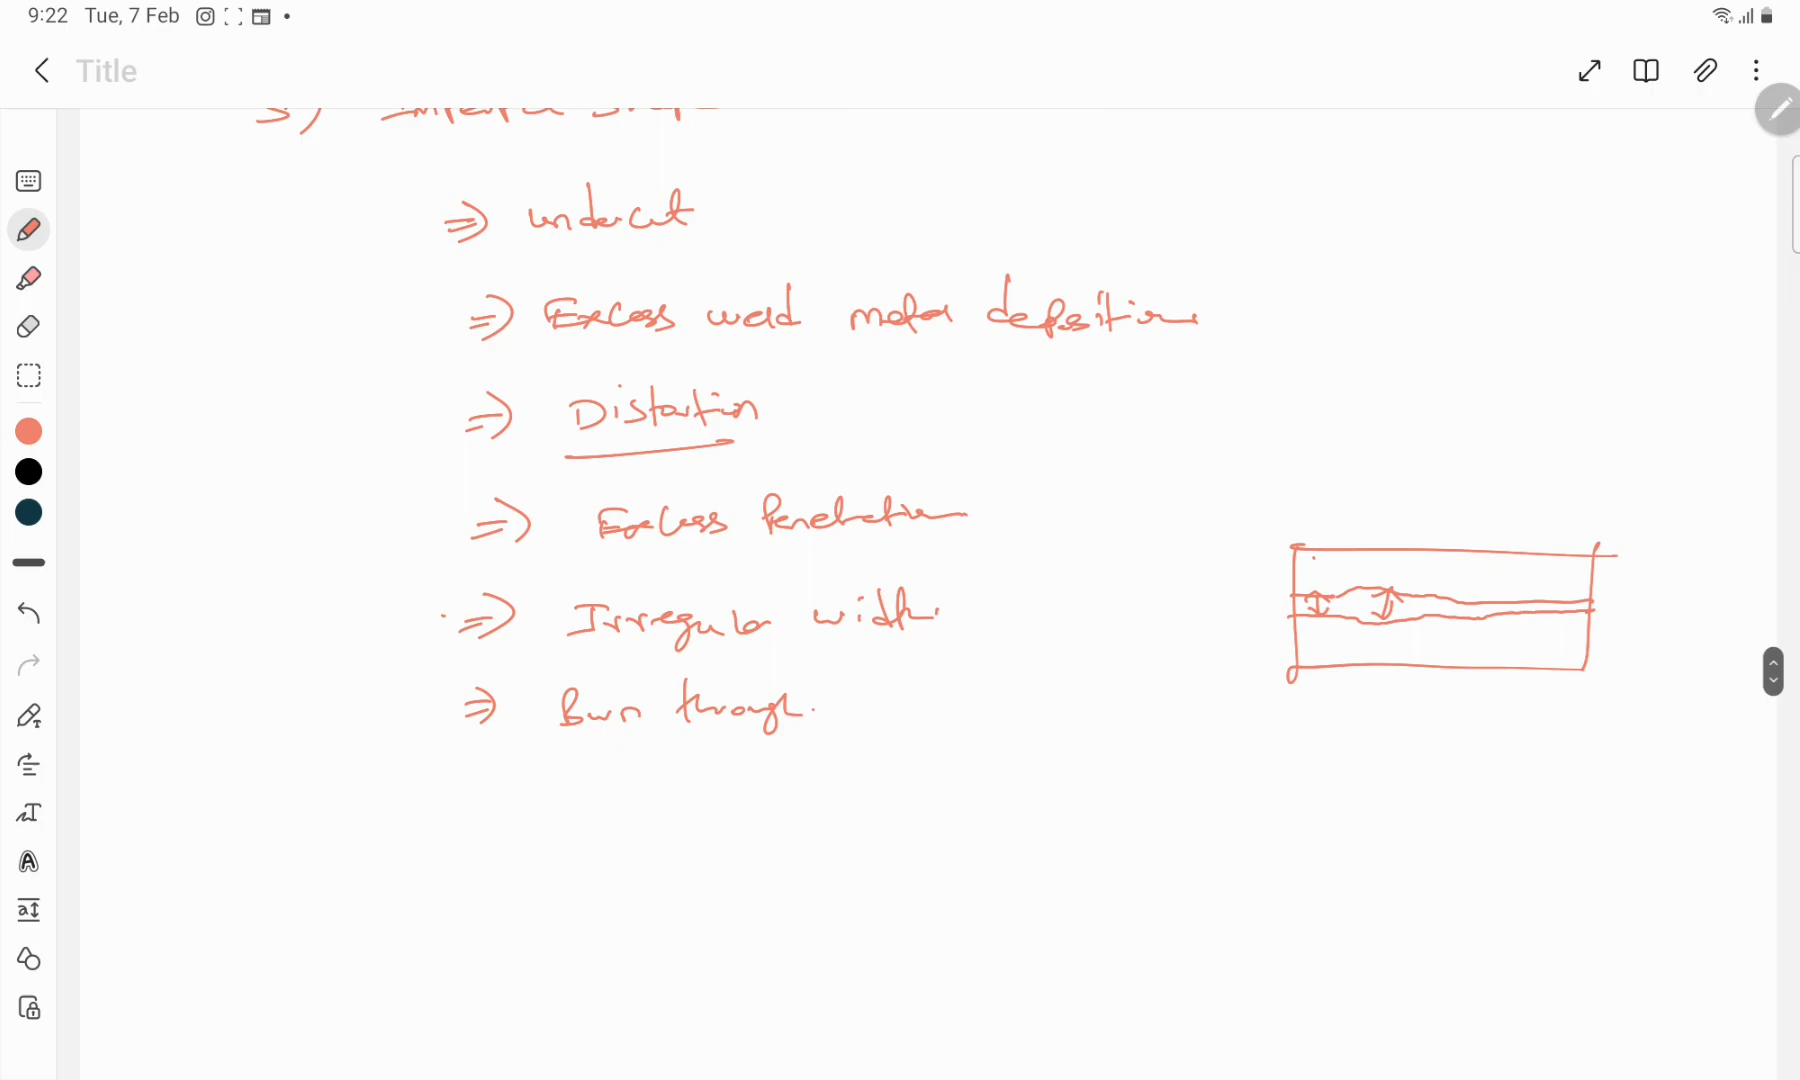 9:22 Tue, 7 Feb
Title
⇒ undercut
⇒ Excess weld metal deposition
⇒ Distortion
⇒ Excess Penetration
⇒ Irregular width
⇒ Burn through.